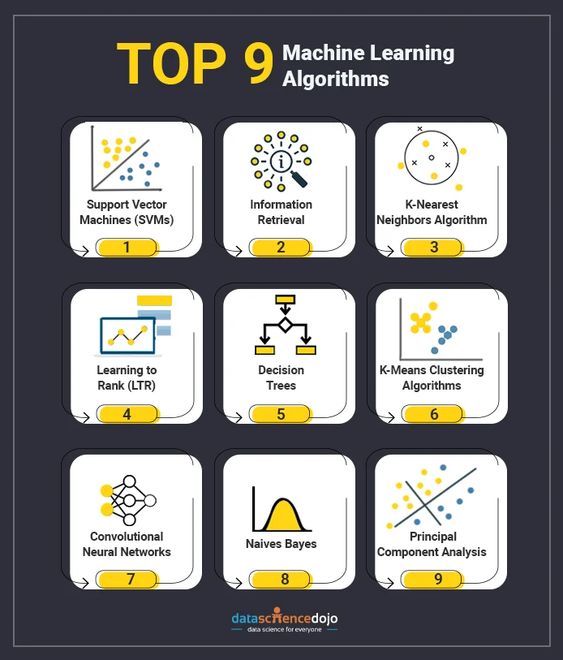 TOP 9 Machine Learning
Algorithms
Support Vector
Machines (SVMs)
1
Information
Retrieval
2
K-Nearest
Neighbors Algorithm
3
Learning to
Rank (LTR)
4
Decision
Trees
5
K-Means Clustering
Algorithms
6
Convolutional
Neural Networks
7
Naives Bayes
8
Principal
Component Analysis
9
datasciencedojo
data science for everyone